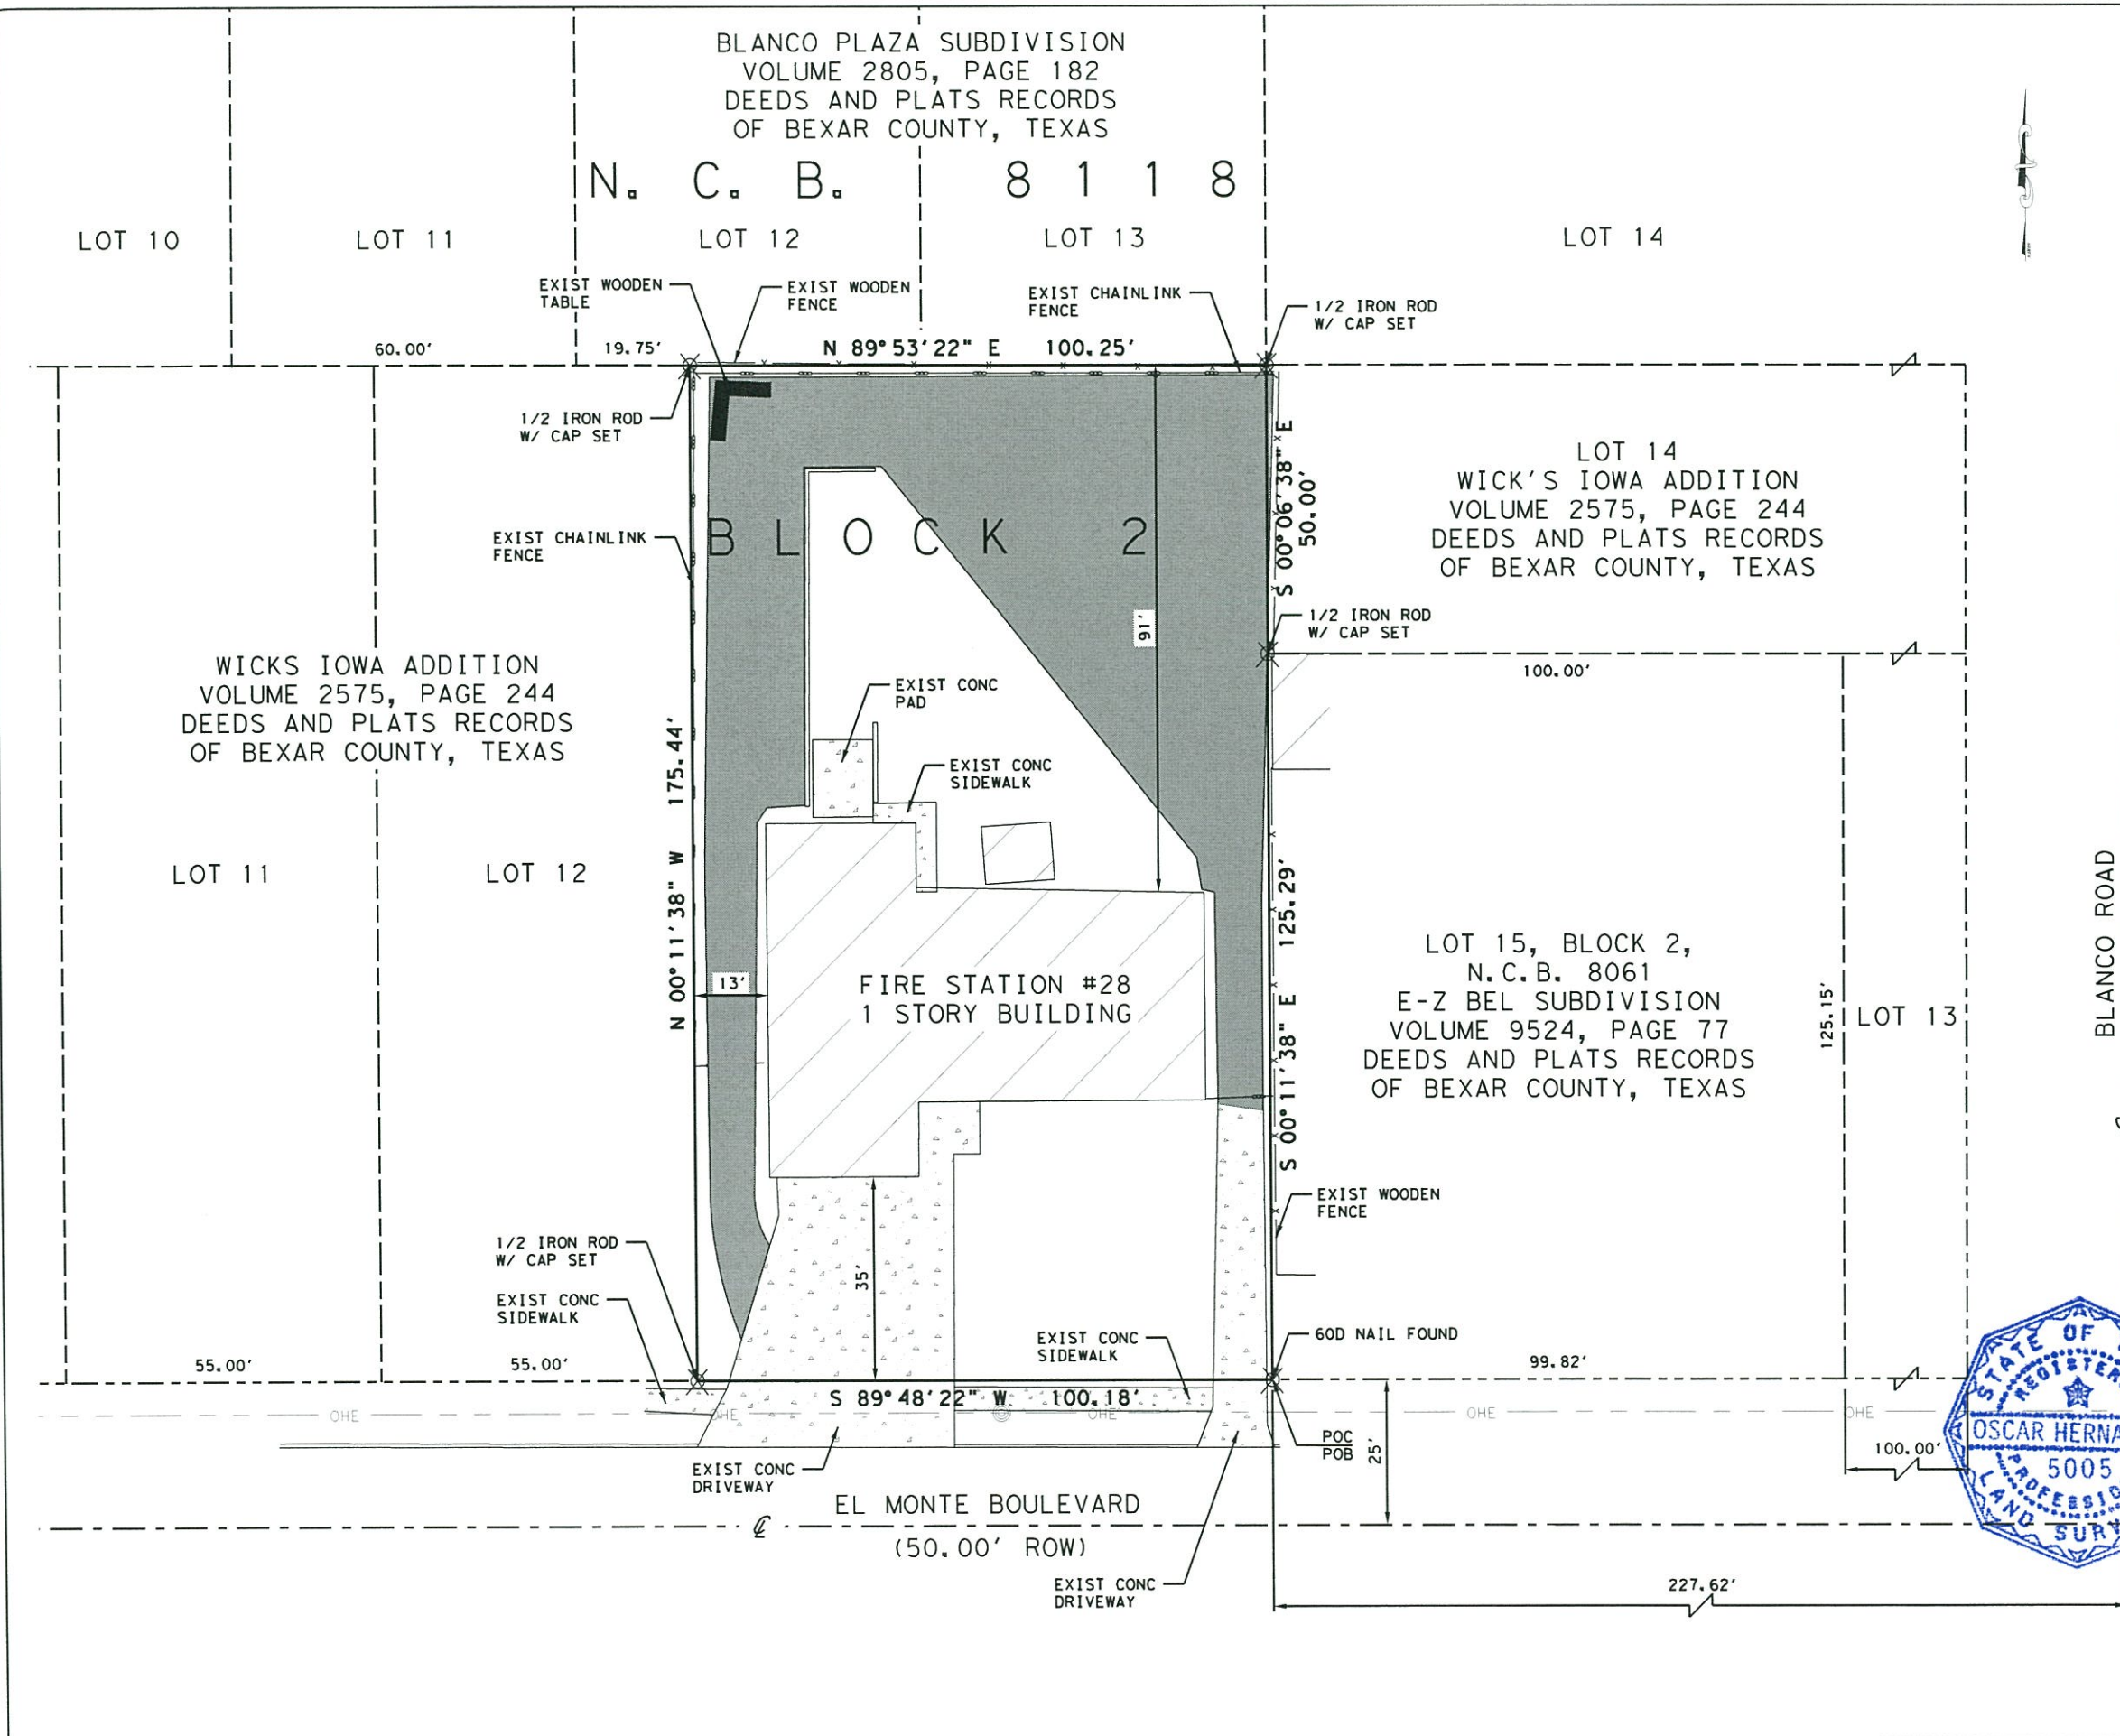 BLANCO PLAZA SUBDIVISION
VOLUME 2805, PAGE 182
DEEDS AND PLATS RECORDS
OF BEXAR COUNTY, TEXAS
N. C. B. 8 1 1 8
LOT 10
LOT 11
LOT 12
LOT 13
LOT 14
EXIST WOODEN
TABLE
EXIST WOODEN
FENCE
EXIST CHAINLINK
FENCE
1/2 IRON ROD
W/ CAP SET
60.00'
19.75'
N 89°53'22" E 100.25'
1/2 IRON ROD
W/ CAP SET
S 00°06'38" E
50.00'
LOT 14
WICK'S IOWA ADDITION
VOLUME 2575, PAGE 244
DEEDS AND PLATS RECORDS
OF BEXAR COUNTY, TEXAS
EXIST CHAINLINK
FENCE
B L O C K 2
91'
1/2 IRON ROD
W/ CAP SET
100.00'
WICKS IOWA ADDITION
VOLUME 2575, PAGE 244
DEEDS AND PLATS RECORDS
OF BEXAR COUNTY, TEXAS
EXIST CONC
PAD
EXIST CONC
SIDEWALK
N 00°11'38" W 175.44'
LOT 11
LOT 12
S 00°11'38" E 125.29'
13'
FIRE STATION #28
1 STORY BUILDING
LOT 15, BLOCK 2,
N.C.B. 8061
E-Z BEL SUBDIVISION
VOLUME 9524, PAGE 77
DEEDS AND PLATS RECORDS
OF BEXAR COUNTY, TEXAS
125.15'
LOT 13
BLANCO ROAD
EXIST WOODEN
FENCE
1/2 IRON ROD
W/ CAP SET
EXIST CONC
SIDEWALK
35'
EXIST CONC
SIDEWALK
60D NAIL FOUND
55.00'
55.00'
99.82'
S 89°48'22" W 100.18'
OHE
OHE
OHE
OHE
OHE
POC
POB
25'
100.00'
EXIST CONC
DRIVEWAY
EL MONTE BOULEVARD
(50.00' ROW)
EXIST CONC
DRIVEWAY
227.62'
STATE OF
REGISTER
OSCAR HERNA
5005
PROFESSIO
LAND SURV